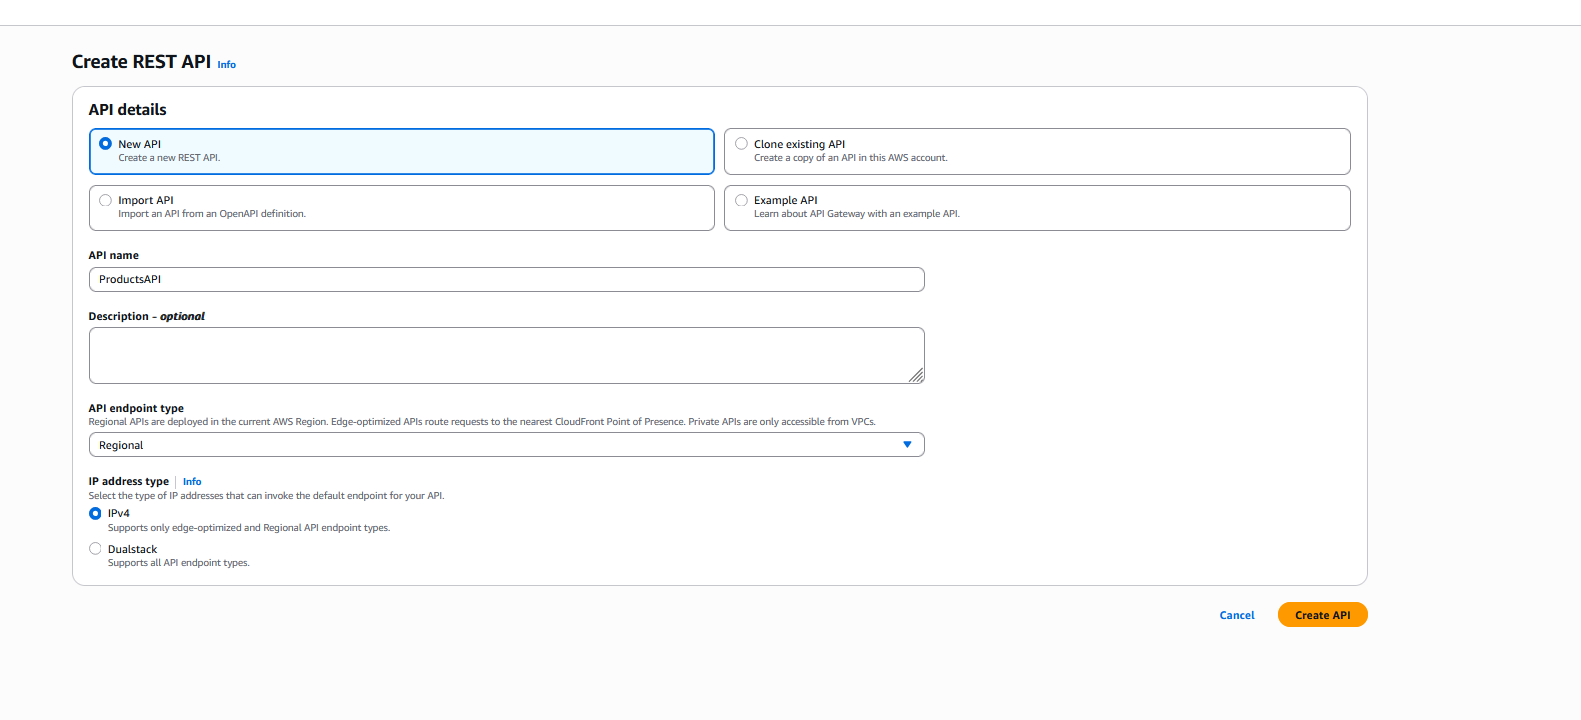 Create REST API Info
API details
New API
Create a new REST API.
Clone existing API
Create a copy of an API in this AWS account.
Import API
Import an API from an OpenAPI definition.
Example API
Learn about API Gateway with an example API.
API name
ProductsAPI
Description - optional
API endpoint type
Regional APIs are deployed in the current AWS Region. Edge-optimized APIs route requests to the nearest CloudFront Point of Presence. Private APIs are only accessible from VPCs.
Regional
IP address type Info
Select the type of IP addresses that can invoke the default endpoint for your API.
IPv4
Supports only edge-optimized and Regional API endpoint types.
Dualstack
Supports all API endpoint types.
Cancel Create API